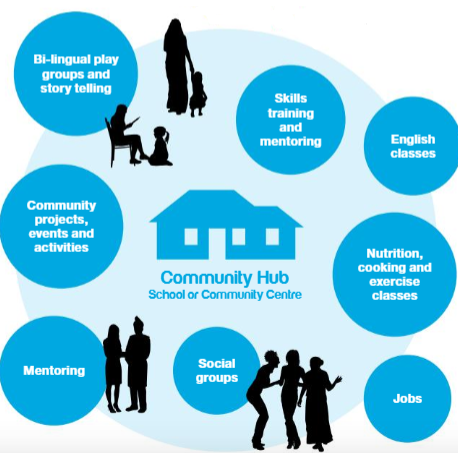 Bi-lingual play
groups and
story telling
Skills
training
and
mentoring
English
classes
Community
projects,
events and
activities
Community Hub
School or Community Centre
Nutrition,
cooking and
exercise
classes
Mentoring
Social
groups
Jobs